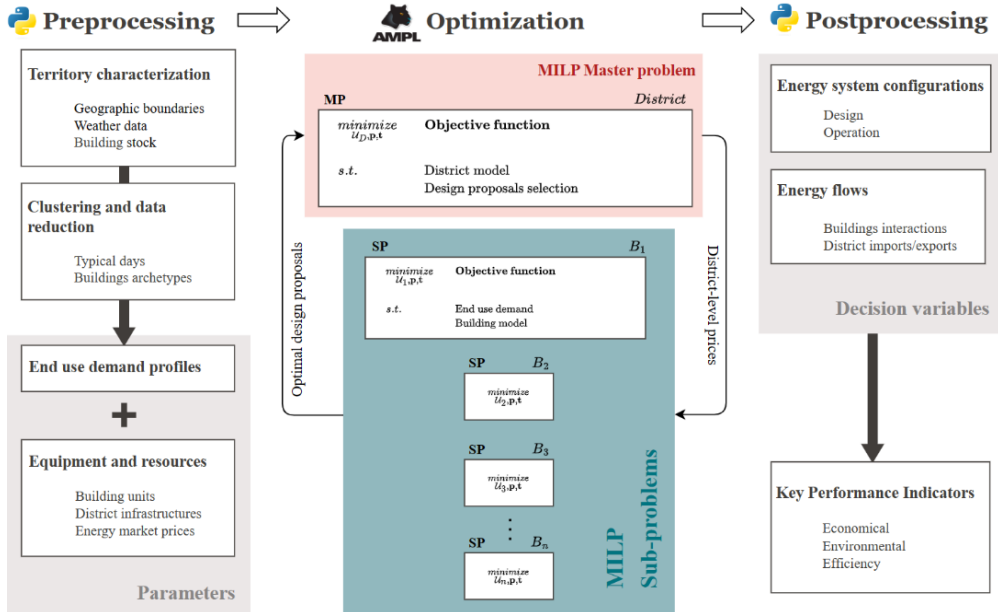 Preprocessing
Territory characterization
Geographic boundaries
Weather data
Building stock
Clustering and data
reduction
Typical days
Buildings archetypes
End use demand profiles
+
Equipment and resources
Building units
District infrastructures
Energy market prices
Parameters
AMPL
Optimization
MILP Master problem
MP
District
minimize
u_D,p,t
Objective function
s.t.
District model
Design proposals selection
Optimal design proposals
District-level prices
SP
B_1
minimize
u_1,p,t
Objective function
s.t.
End use demand
Building model
SP
B_2
minimize
u_2,p,t
SP
B_3
minimize
u_3,p,t
⋮
SP
B_n
minimize
u_n,p,t
MILP
Sub-problems
Postprocessing
Energy system configurations
Design
Operation
Energy flows
Buildings interactions
District imports/exports
Decision variables
Key Performance Indicators
Economical
Environmental
Efficiency